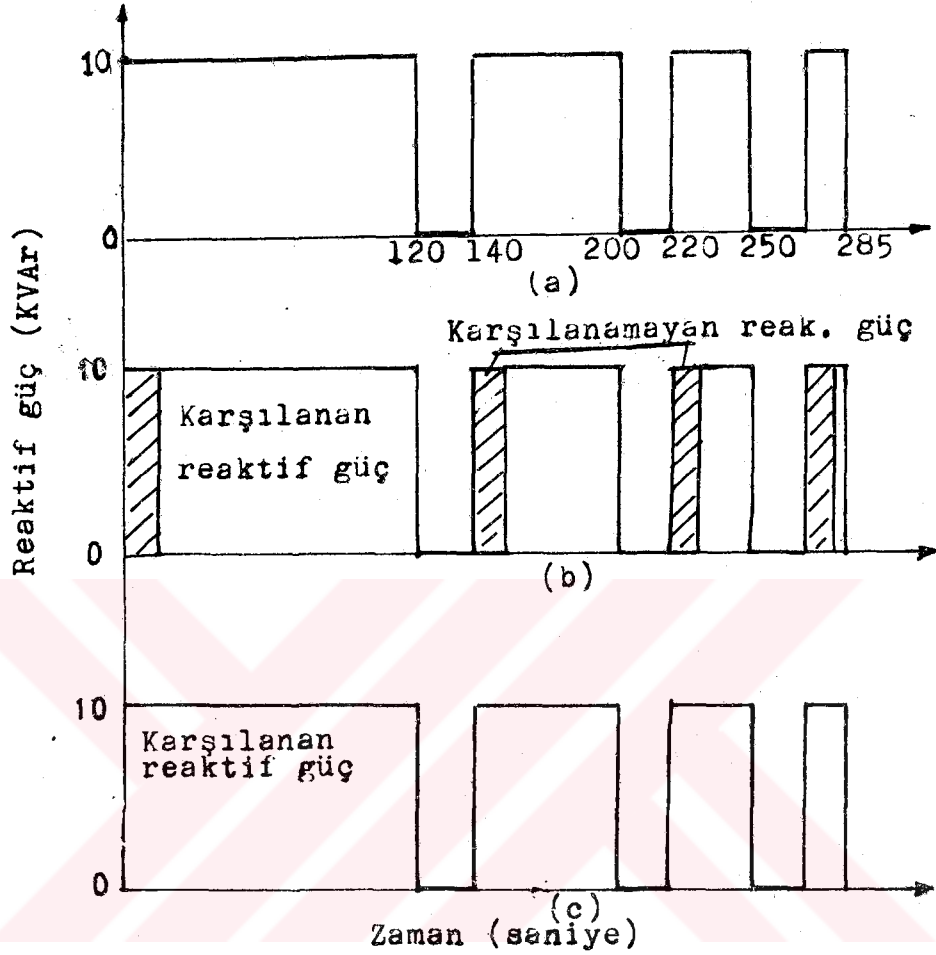 Reaktif güç (KVAr)
10
0
120 140 200 220 250 285
(a)
Karşılanamayan reak. güç
10
Karşılanan
reaktif güç
0
(b)
10
Karşılanan
reaktif güç
0
(c)
Zaman (saniye)